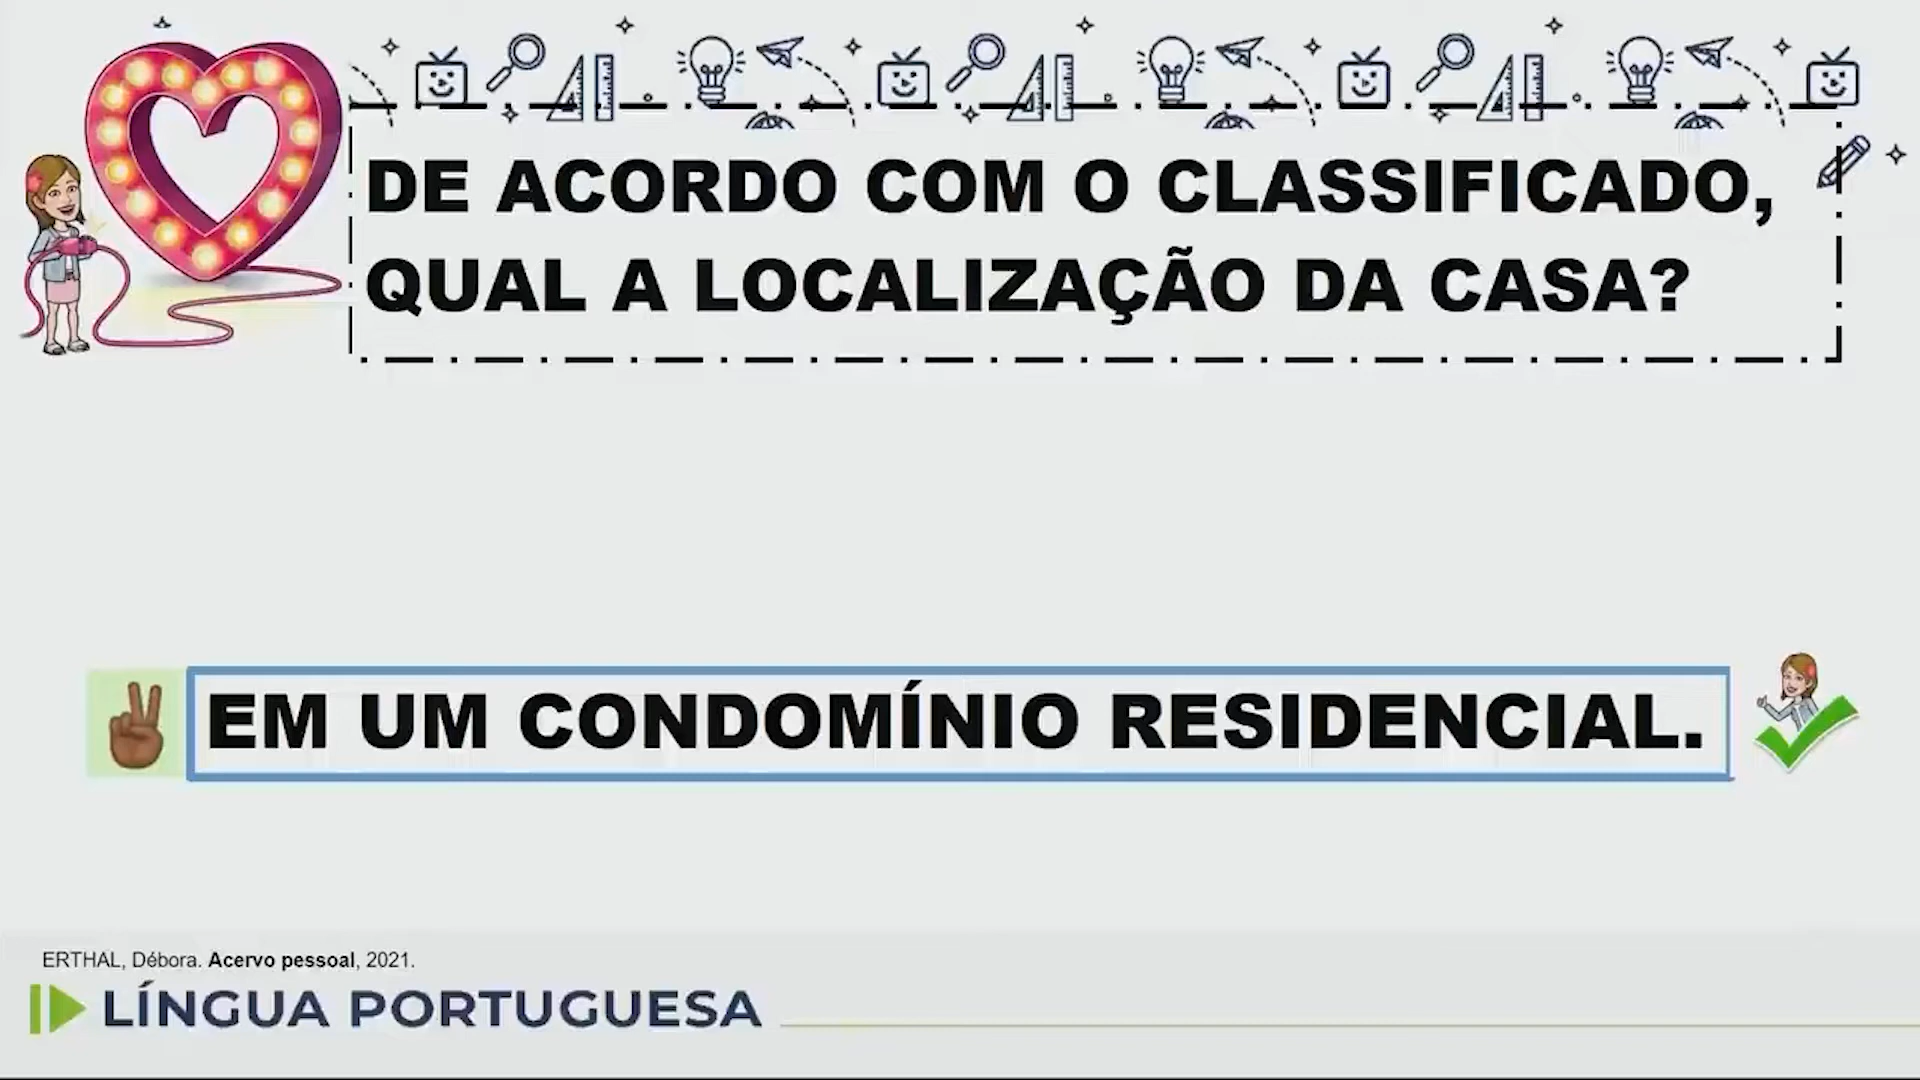 DE ACORDO COM O CLASSIFICADO,
QUAL A LOCALIZAÇÃO DA CASA?
EM UM CONDOMÍNIO RESIDENCIAL.
ERTHAL, Débora. Acervo pessoal, 2021.
LÍNGUA PORTUGUESA